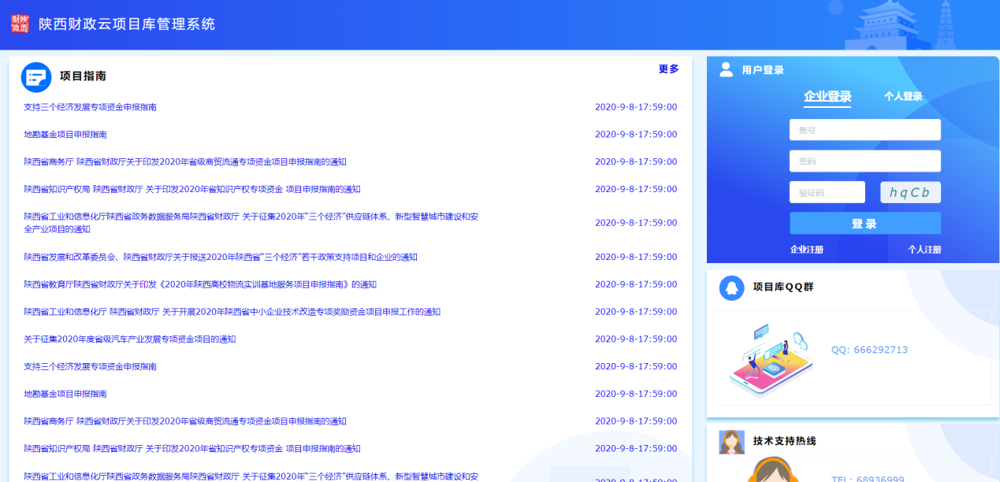 财陕
政西
陕西财政云项目库管理系统
项目指南
更多
支持三个经济发展专项资金申报指南 2020-9-8-17:59:00
地勘基金项目申报指南 2020-9-8-17:59:00
陕西省商务厅 陕西省财政厅关于印发2020年省级商贸流通专项资金项目申报指南的通知 2020-9-8-17:59:00
陕西省知识产权局 陕西省财政厅 关于印发2020年省知识产权专项资金 项目申报指南的通知 2020-9-8-17:59:00
陕西省工业和信息化厅陕西省政务数据服务局陕西省财政厅 关于征集2020年“三个经济”供应链体系、新型智慧城市建设和安 2020-9-8-17:59:00
全产业项目的通知
陕西省发展和改革委员会、陕西省财政厅关于报送2020年陕西省“三个经济”若干政策支持项目和企业的通知 2020-9-8-17:59:00
陕西省教育厅陕西省财政厅关于印发《2020年陕西高校物流实训基地服务项目申报指南》的通知 2020-9-8-17:59:00
陕西省工业和信息化厅 陕西省财政厅 关于开展2020年陕西省中小企业技术改造专项奖励资金项目申报工作的通知 2020-9-8-17:59:00
关于征集2020年度省级汽车产业发展专项资金项目的通知 2020-9-8-17:59:00
支持三个经济发展专项资金申报指南 2020-9-8-17:59:00
地勘基金项目申报指南 2020-9-8-17:59:00
陕西省商务厅 陕西省财政厅关于印发2020年省级商贸流通专项资金项目申报指南的通知 2020-9-8-17:59:00
陕西省知识产权局 陕西省财政厅 关于印发2020年省知识产权专项资金 项目申报指南的通知 2020-9-8-17:59:00
陕西省工业和信息化厅陕西省政务数据服务局陕西省财政厅 关于征集2020年“三个经济”供应链体系、新型智慧城市建设和安 2020-9-8-17:59:00
用户登录
企业登录 个人登录
账号
密码
验证码 hqCb
登 录
企业注册 个人注册
项目库QQ群
QQ: 666292713
技术支持热线
TEL: 68936999